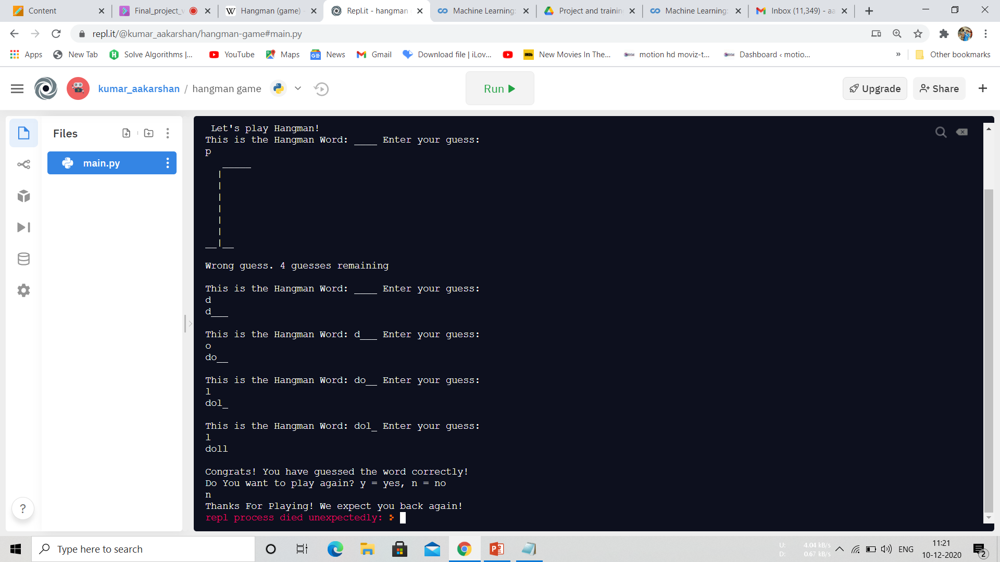 Content
Final_project_v
Hangman (game) -
Repl.it - hangman
Machine Learning:
Project and trainin
Machine Learning:
Inbox (11,349) - aa
repl.it/@kumar_aakarshan/hangman-game#main.py
Apps
New Tab
Solve Algorithms |...
YouTube
Maps
News
Gmail
Download file | iLov...
New Movies In The...
motion hd moviz-t...
Dashboard ‹ motio...
»
Other bookmarks
kumar_aakarshan / hangman game
Run
Upgrade
Share
Files
main.py
Let's play Hangman!
This is the Hangman Word: ____ Enter your guess:
p
_____
|
|
|
|
|
|
__|__
Wrong guess. 4 guesses remaining
This is the Hangman Word: ____ Enter your guess:
d
d___
This is the Hangman Word: d___ Enter your guess:
o
do__
This is the Hangman Word: do__ Enter your guess:
l
dol_
This is the Hangman Word: dol_ Enter your guess:
l
doll
Congrats! You have guessed the word correctly!
Do You want to play again? y = yes, n = no
n
Thanks For Playing! We expect you back again!
repl process died unexpectedly:
?
Type here to search
U: 4.04 kB/s
D: 0.67 kB/s
ENG
11:21
10-12-2020
2